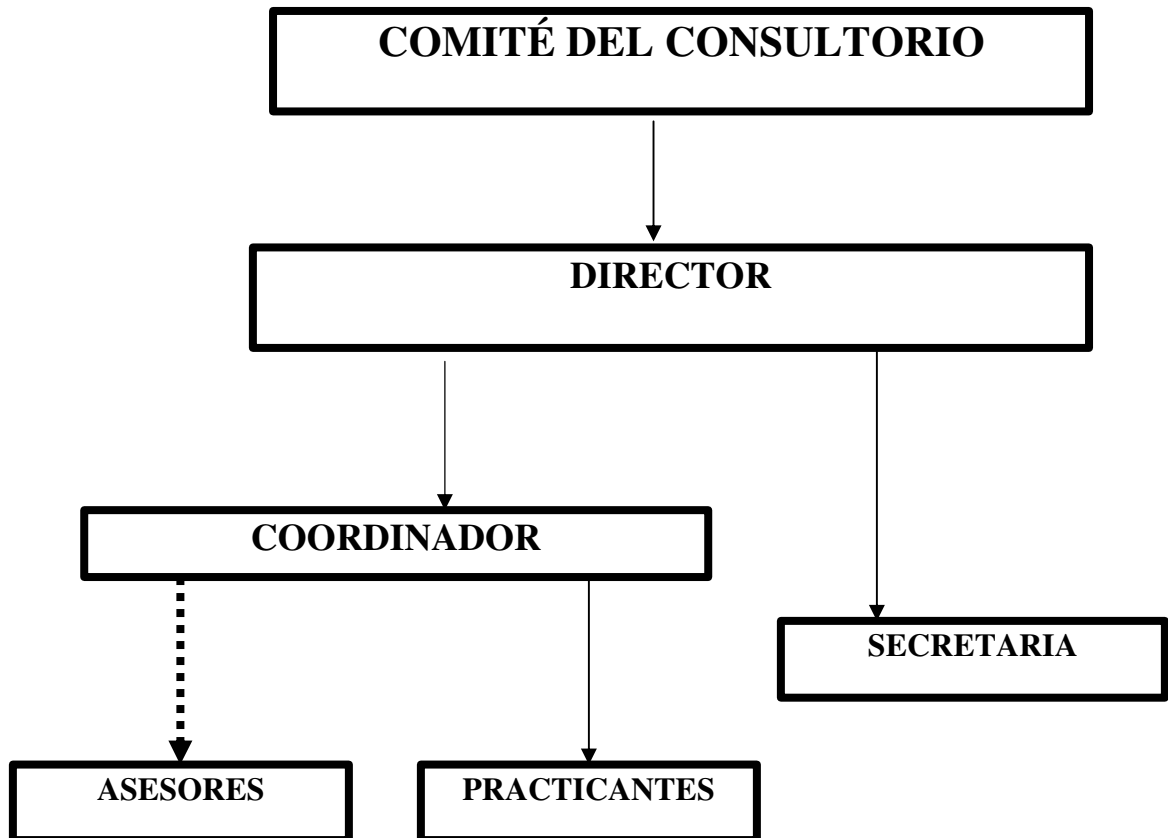 COMITÉ DEL CONSULTORIO
DIRECTOR
COORDINADOR
SECRETARIA
ASESORES
PRACTICANTES